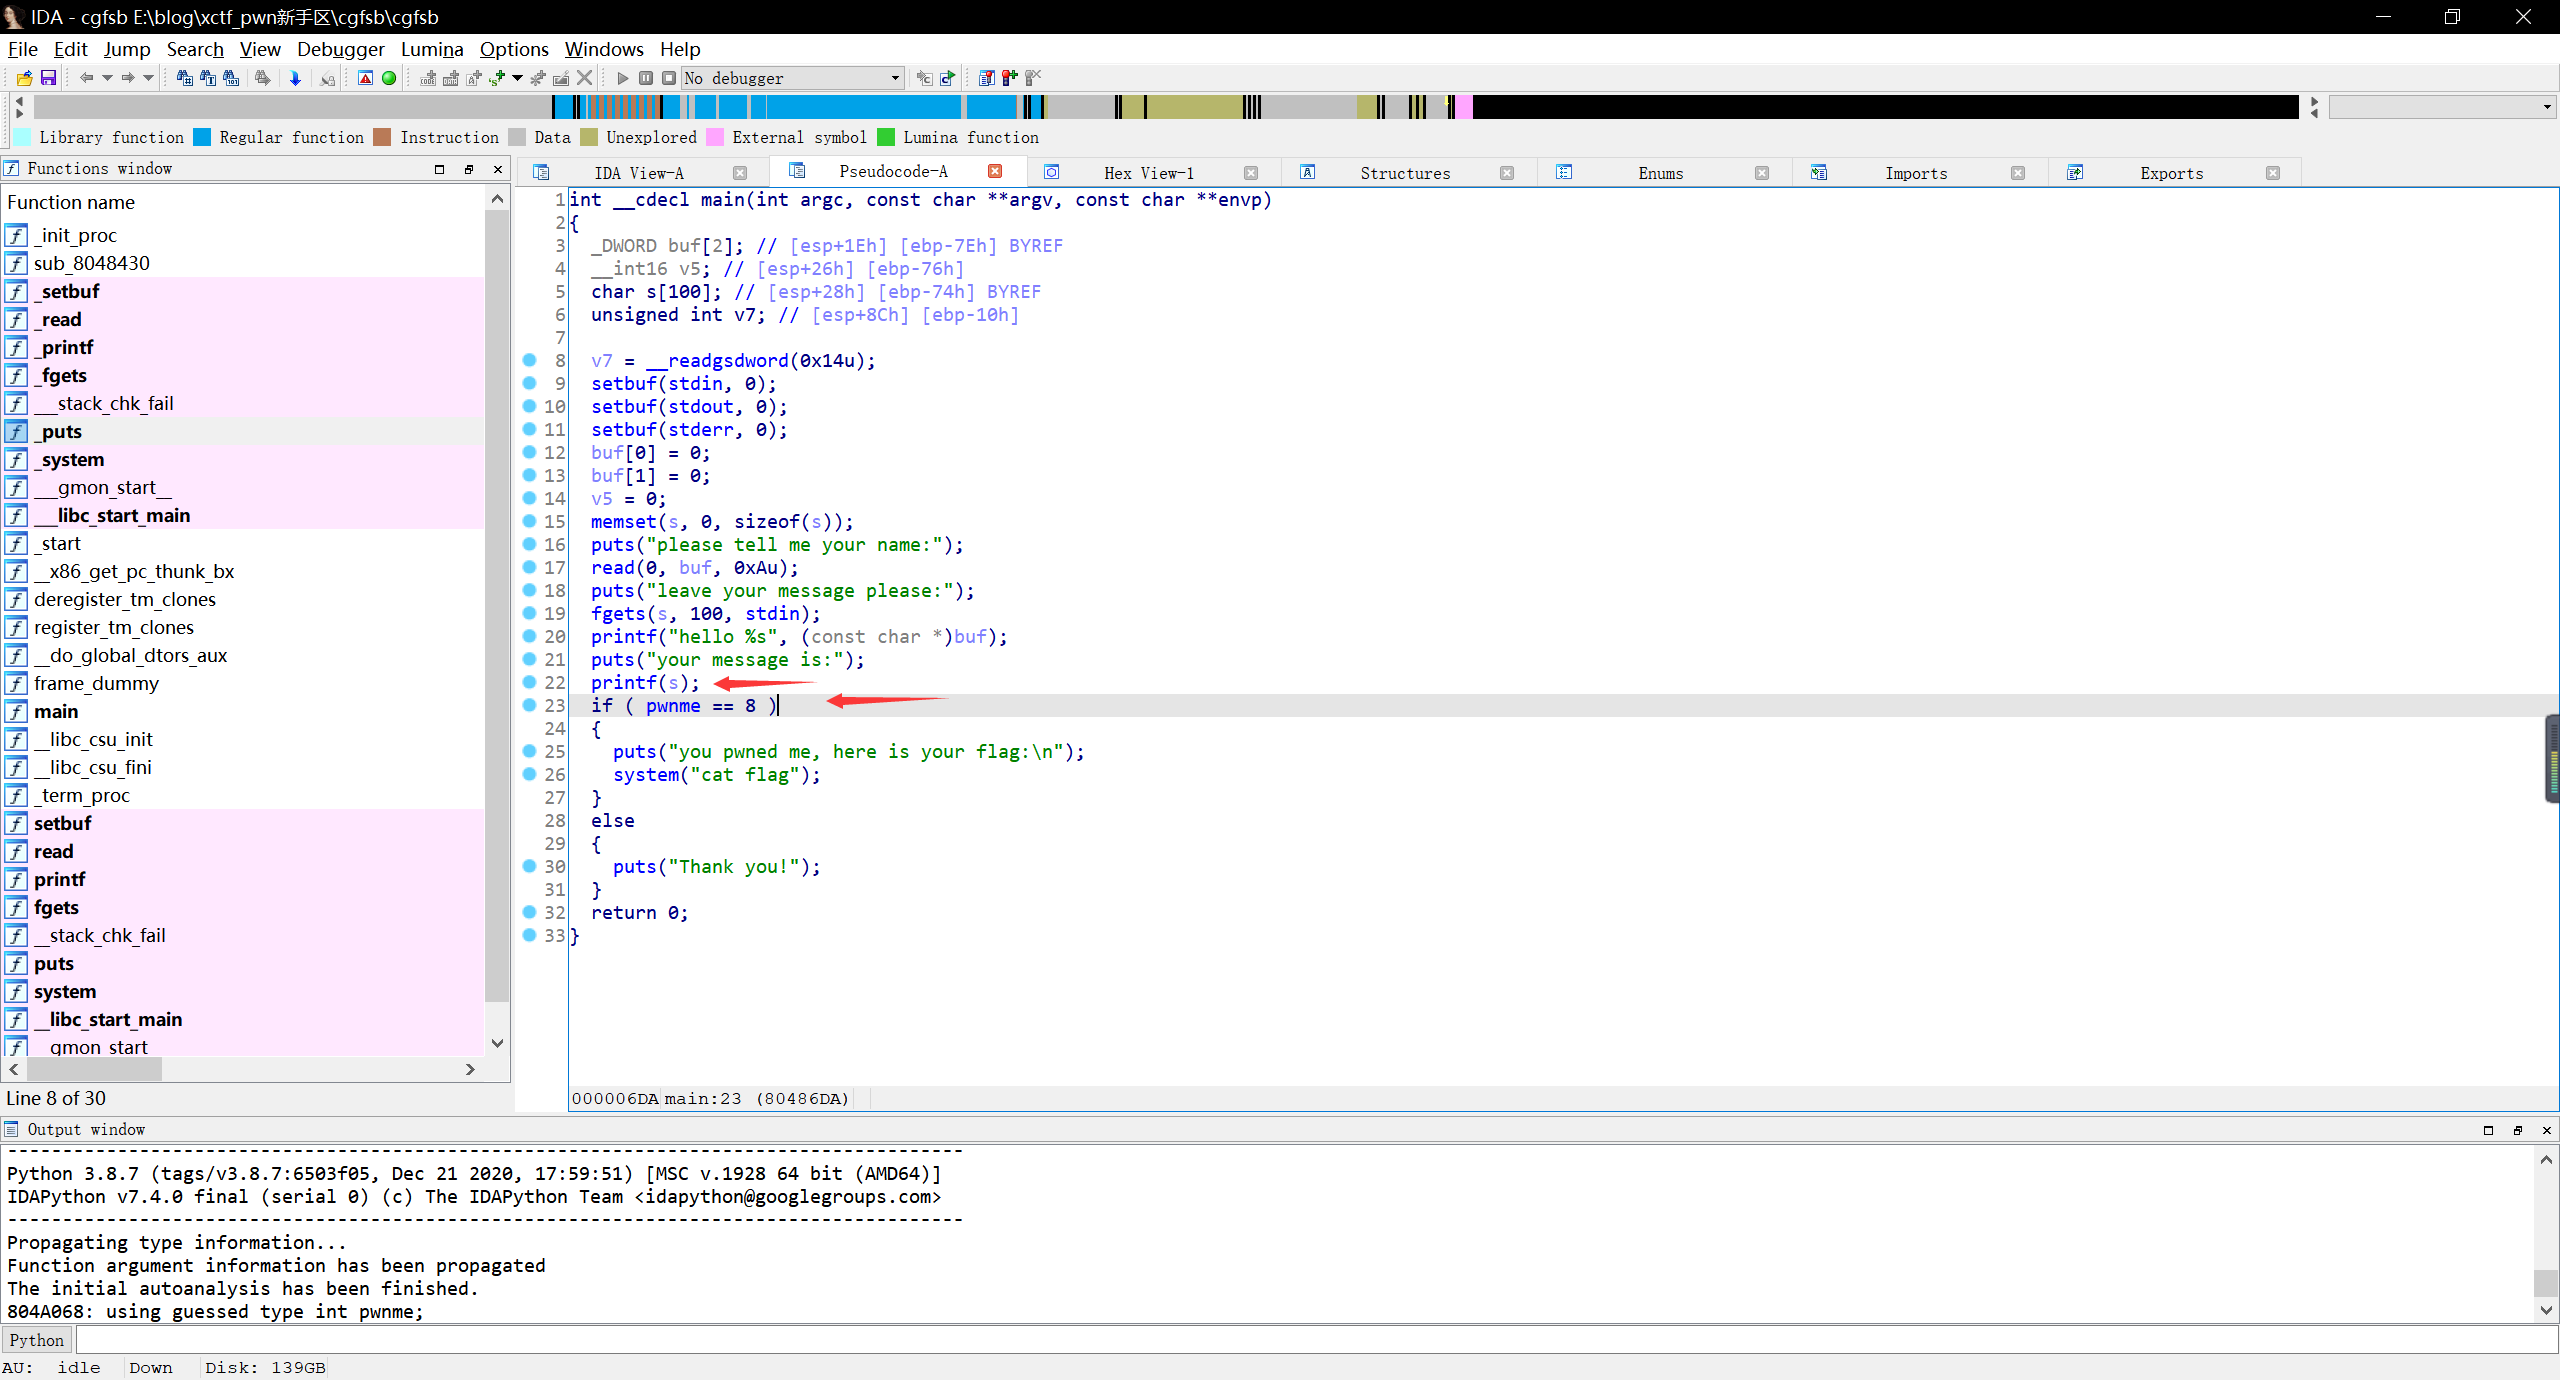 IDA - cgfsb E:\blog\xctf_pwn新手区\cgfsb\cgfsb
File Edit Jump Search View Debugger Lumina Options Windows Help
No debugger
Library function Regular function Instruction Data Unexplored External symbol Lumina function
Functions window
IDA View-A Pseudocode-A Hex View-1 Structures Enums Imports Exports
Function name
_init_proc
sub_8048430
_setbuf
_read
_printf
_fgets
___stack_chk_fail
_puts
_system
___gmon_start__
___libc_start_main
_start
__x86_get_pc_thunk_bx
deregister_tm_clones
register_tm_clones
__do_global_dtors_aux
frame_dummy
main
__libc_csu_init
__libc_csu_fini
_term_proc
setbuf
read
printf
fgets
__stack_chk_fail
puts
system
__libc_start_main
__gmon_start__
Line 8 of 30
1 int __cdecl main(int argc, const char **argv, const char **envp)
2 {
3 _DWORD buf[2]; // [esp+1Eh] [ebp-7Eh] BYREF
4 __int16 v5; // [esp+26h] [ebp-76h]
5 char s[100]; // [esp+28h] [ebp-74h] BYREF
6 unsigned int v7; // [esp+8Ch] [ebp-10h]
7
8 v7 = __readgsdword(0x14u);
9 setbuf(stdin, 0);
10 setbuf(stdout, 0);
11 setbuf(stderr, 0);
12 buf[0] = 0;
13 buf[1] = 0;
14 v5 = 0;
15 memset(s, 0, sizeof(s));
16 puts("please tell me your name:");
17 read(0, buf, 0xAu);
18 puts("leave your message please:");
19 fgets(s, 100, stdin);
20 printf("hello %s", (const char *)buf);
21 puts("your message is:");
22 printf(s);
23 if ( pwnme == 8 )
24 {
25 puts("you pwned me, here is your flag:\n");
26 system("cat flag");
27 }
28 else
29 {
30 puts("Thank you!");
31 }
32 return 0;
33 }
000006DA main:23 (80486DA)
Output window
---------------------------------------------------------------------------------------
Python 3.8.7 (tags/v3.8.7:6503f05, Dec 21 2020, 17:59:51) [MSC v.1928 64 bit (AMD64)]
IDAPython v7.4.0 final (serial 0) (c) The IDAPython Team <idapython@googlegroups.com>
---------------------------------------------------------------------------------------
Propagating type information...
Function argument information has been propagated
The initial autoanalysis has been finished.
804A068: using guessed type int pwnme;
Python
AU: idle Down Disk: 139GB